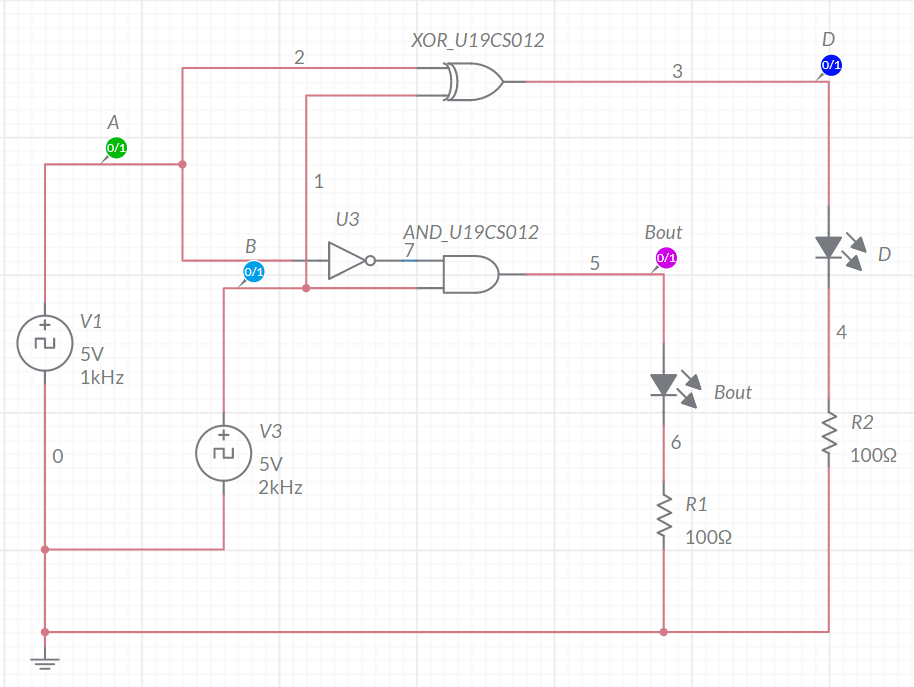 XOR_U19CS012
D
2
3
0/1
A
0/1
1
U3
AND_U19CS012
B
7
Bout
0/1
5
0/1
D
V1
5V
1kHz
4
Bout
V3
5V
2kHz
0
6
R2
100Ω
R1
100Ω